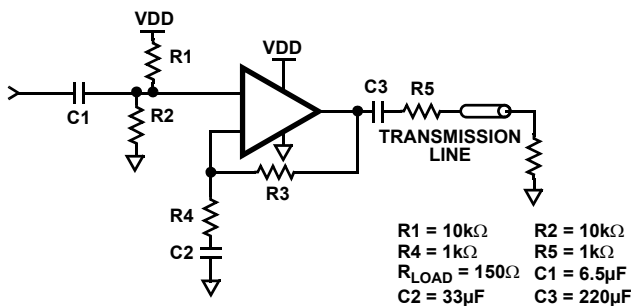 VDD
R1
VDD
C3
R5
C1
R2
TRANSMISSION
LINE
R3
R4
C2
R1 = 10kΩ R2 = 10kΩ
R4 = 1kΩ R5 = 1kΩ
RLOAD = 150Ω C1 = 6.5µF
C2 = 33µF C3 = 220µF